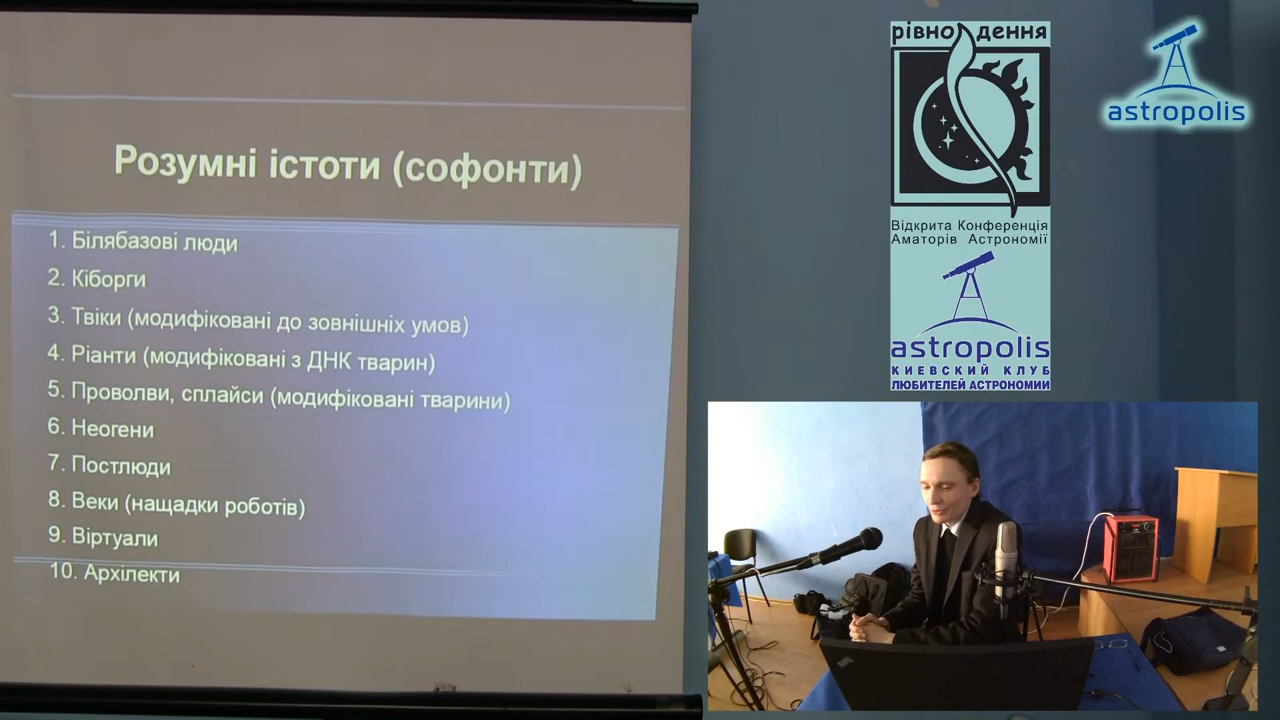 Розумні істоти (софонти)
1. Білябазові люди
2. Кіборги
3. Твіки (модифіковані до зовнішніх умов)
4. Ріанти (модифіковані з ДНК тварин)
5. Проволви, сплайси (модифіковані тварини)
6. Неогени
7. Постлюди
8. Веки (нащадки роботів)
9. Віртуали
10. Архілекти
рівнодення
Відкрита Конференція
Аматорів Астрономії
astropolis
КИЕВСКИЙ КЛУБ
ЛЮБИТЕЛЕЙ АСТРОНОМИИ
astropolis